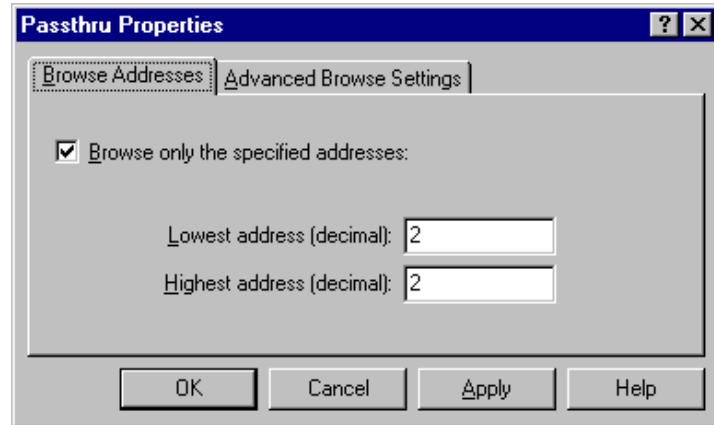 Passthru Properties
Browse Addresses Advanced Browse Settings
Browse only the specified addresses:
Lowest address (decimal): 2
Highest address (decimal): 2
OK Cancel Apply Help